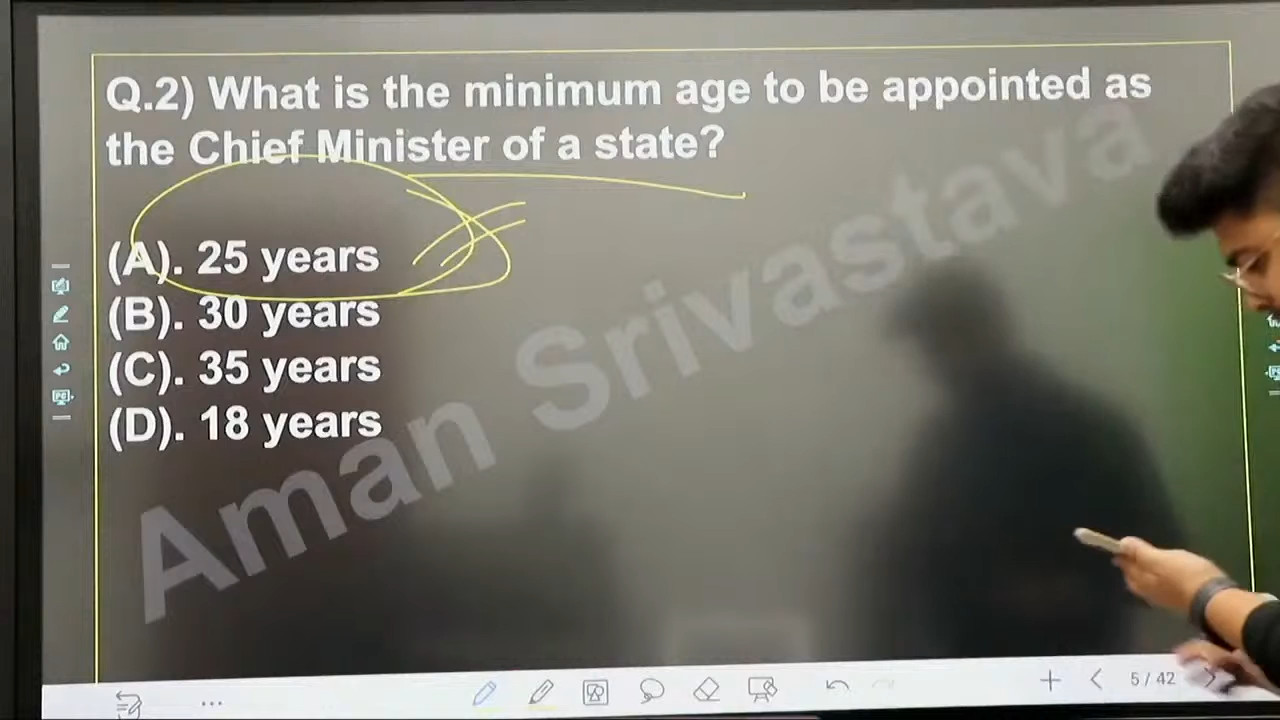 Q.2) What is the minimum age to be appointed as
the Chief Minister of a state?
(A). 25 years
(B). 30 years
(C). 35 years
(D). 18 years
Aman Srivastava
5 / 42